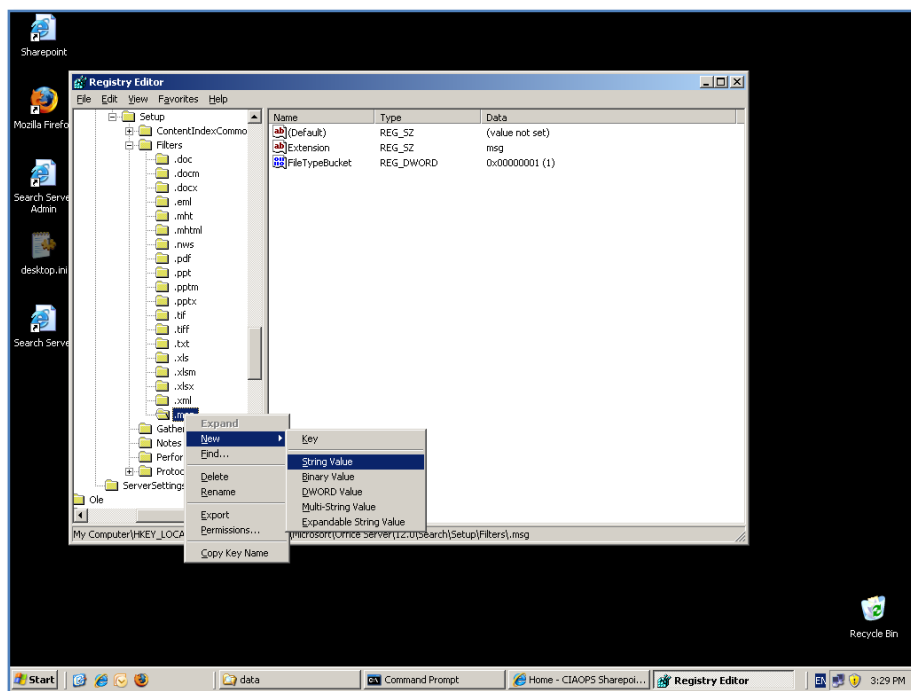 Sharepoint
Mozilla Firefo
Search Serve
Admin
desktop.ini
Search Serve
Registry Editor
File Edit View Favorites Help
Setup
ContentIndexCommo
Filters
.doc
.docm
.docx
.eml
.mht
.mhtml
.nws
.pdf
.ppt
.pptm
.pptx
.tif
.tiff
.txt
.xls
.xlsm
.xlsx
.xml
Gather
Notes
Perfor
Protoc
ServerSettings
Ole
Name Type Data
(Default) REG_SZ (value not set)
Extension REG_SZ msg
FileTypeBucket REG_DWORD 0x00000001 (1)
Expand
New
Find...
Delete
Rename
Export
Permissions...
Copy Key Name
Key
String Value
Binary Value
DWORD Value
Multi-String Value
Expandable String Value
My Computer\HKEY_LOCA \Microsoft\Office Server\12.0\Search\Setup\Filters\.msg
Recycle Bin
Start data Command Prompt Home - CIAOPS Sharepoi... Registry Editor EN 3:29 PM